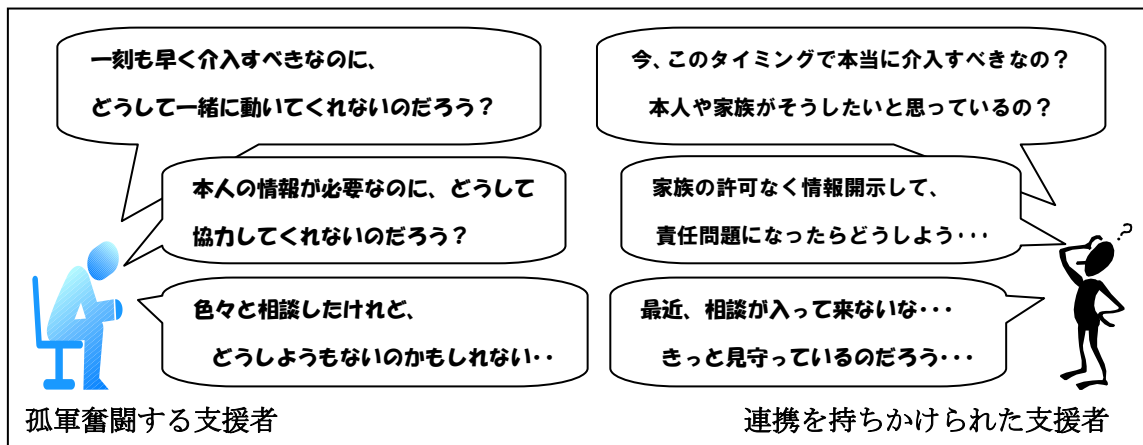 一刻も早く介入すべきなのに、
どうして一緒に動いてくれないのだろう？
本人の情報が必要なのに、どうして
協力してくれないのだろう？
色々と相談したけれど、
どうしようもないのかもしれない・・
孤軍奮闘する支援者
今、このタイミングで本当に介入すべきなの？
本人や家族がそうしたいと思っているの？
家族の許可なく情報開示して、
責任問題になったらどうしよう・・・
最近、相談が入って来ないな・・・
きっと見守っているのだろう・・・
?
連携を持ちかけられた支援者